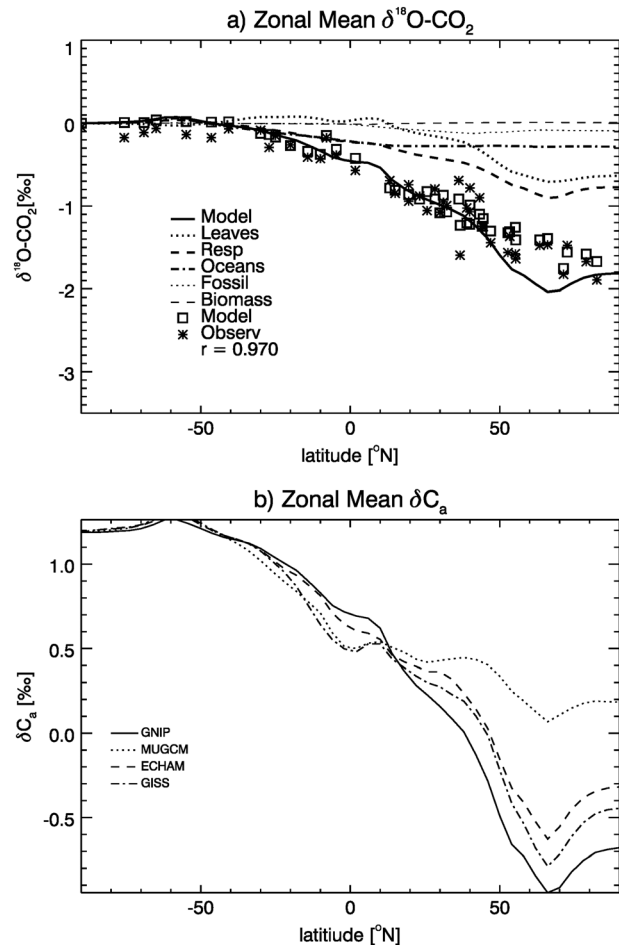 a) Zonal Mean δ¹⁸O-CO₂
1
0
-1
-2
-3
δ¹⁸O-CO₂[‰]
Model
Leaves
Resp
Oceans
Fossil
Biomass
Model
Observ
r = 0.970
-50
0
50
latitude [°N]
b) Zonal Mean δCₐ
1.0
0.5
0.0
-0.5
δCₐ [‰]
GNIP
MUGCM
ECHAM
GISS
-50
0
50
latitiude [°N]